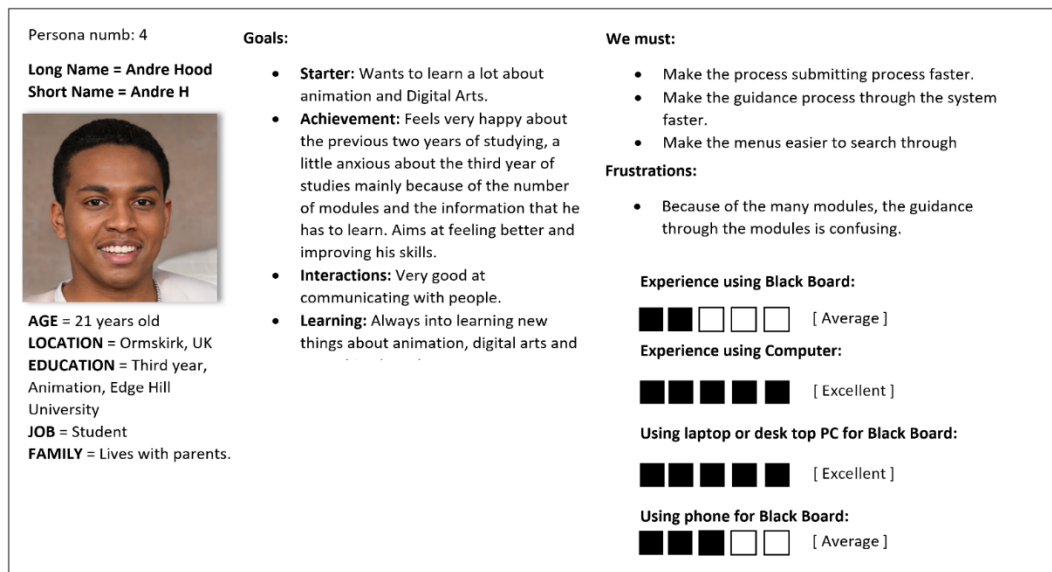 Persona numb: 4
Long Name = Andre Hood
Short Name = Andre H
AGE = 21 years old
LOCATION = Ormskirk, UK
EDUCATION = Third year,
Animation, Edge Hill
University
JOB = Student
FAMILY = Lives with parents.
Goals:
• Starter: Wants to learn a lot about
animation and Digital Arts.
• Achievement: Feels very happy about
the previous two years of studying, a
little anxious about the third year of
studies mainly because of the number
of modules and the information that he
has to learn. Aims at feeling better and
improving his skills.
• Interactions: Very good at
communicating with people.
• Learning: Always into learning new
things about animation, digital arts and
We must:
• Make the process submitting process faster.
• Make the guidance process through the system
faster.
• Make the menus easier to search through
Frustrations:
• Because of the many modules, the guidance
through the modules is confusing.
Experience using Black Board:
[ Average ]
Experience using Computer:
[ Excellent ]
Using laptop or desk top PC for Black Board:
[ Excellent ]
Using phone for Black Board:
[ Average ]